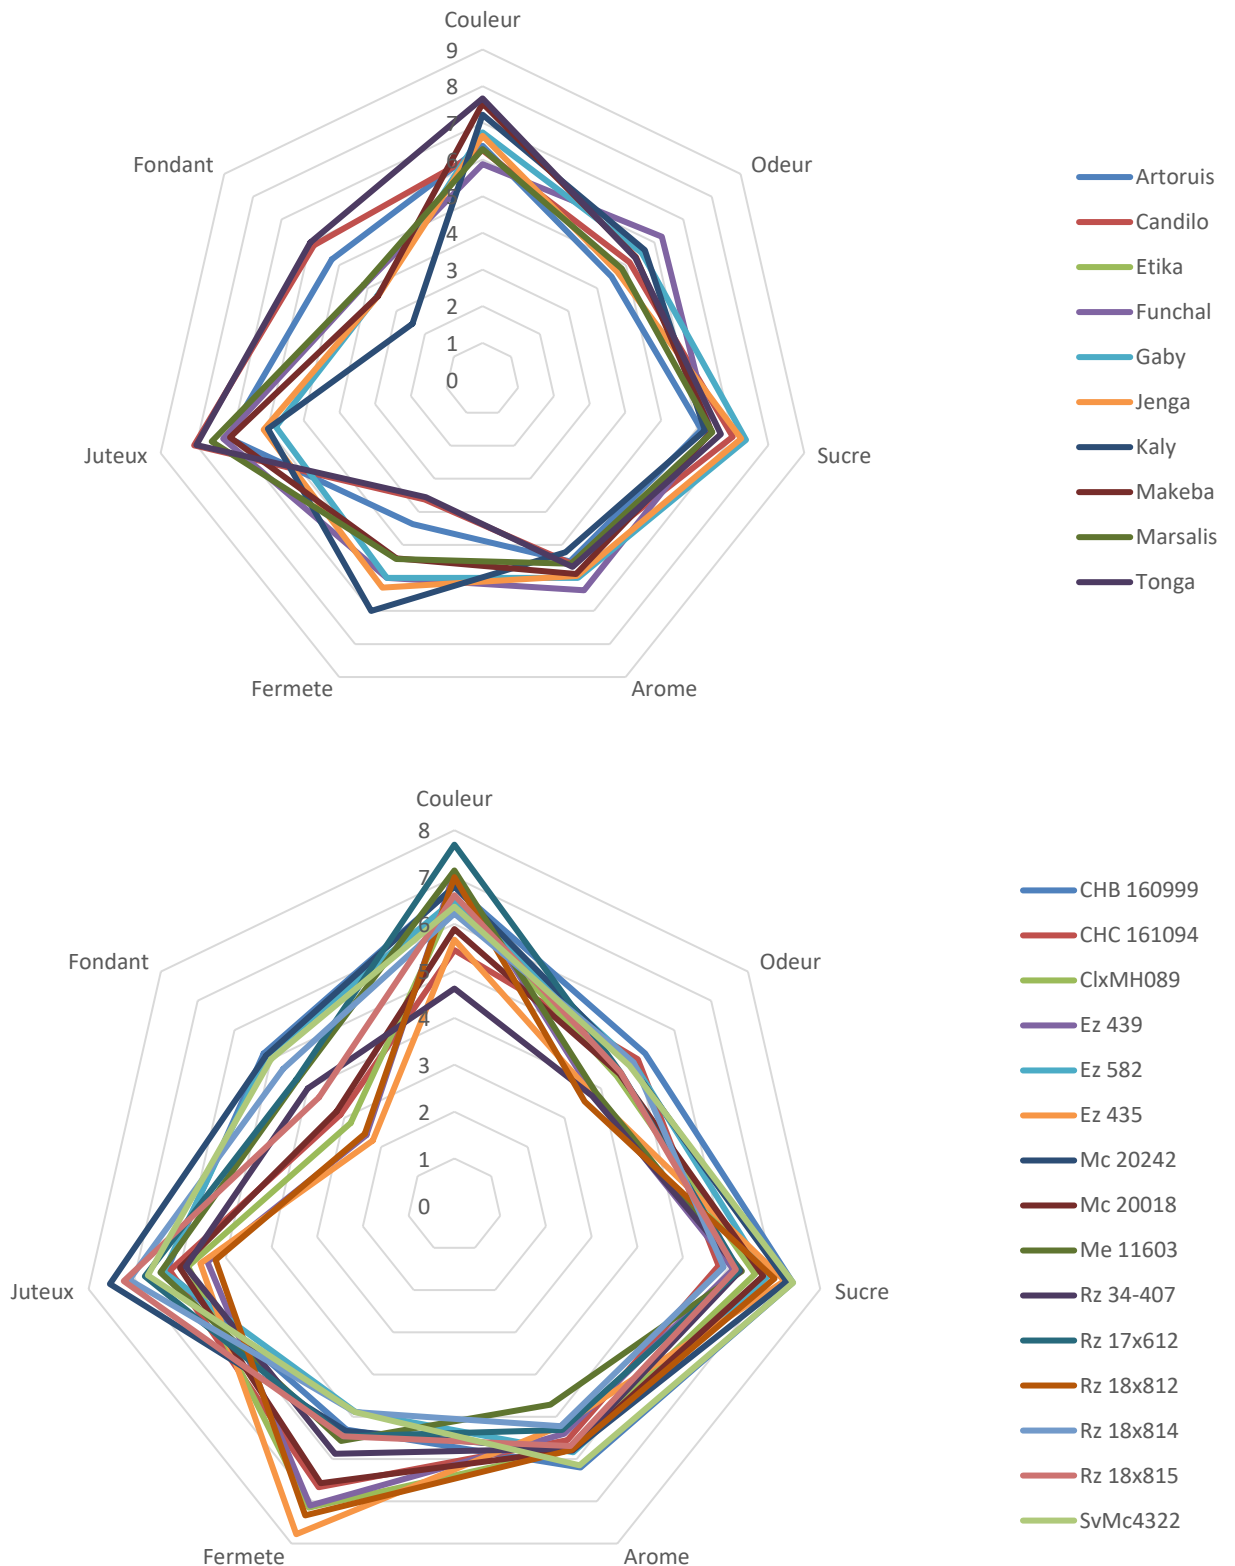 Couleur
9
8
7
6
5
4
3
2
1
0
Odeur
Sucre
Arome
Fermete
Juteux
Fondant
Artoruis
Candilo
Etika
Funchal
Gaby
Jenga
Kaly
Makeba
Marsalis
Tonga
Couleur
8
7
6
5
4
3
2
1
0
Odeur
Sucre
Arome
Fermete
Juteux
Fondant
CHB 160999
CHC 161094
ClxMH089
Ez 439
Ez 582
Ez 435
Mc 20242
Mc 20018
Me 11603
Rz 34-407
Rz 17x612
Rz 18x812
Rz 18x814
Rz 18x815
SvMc4322